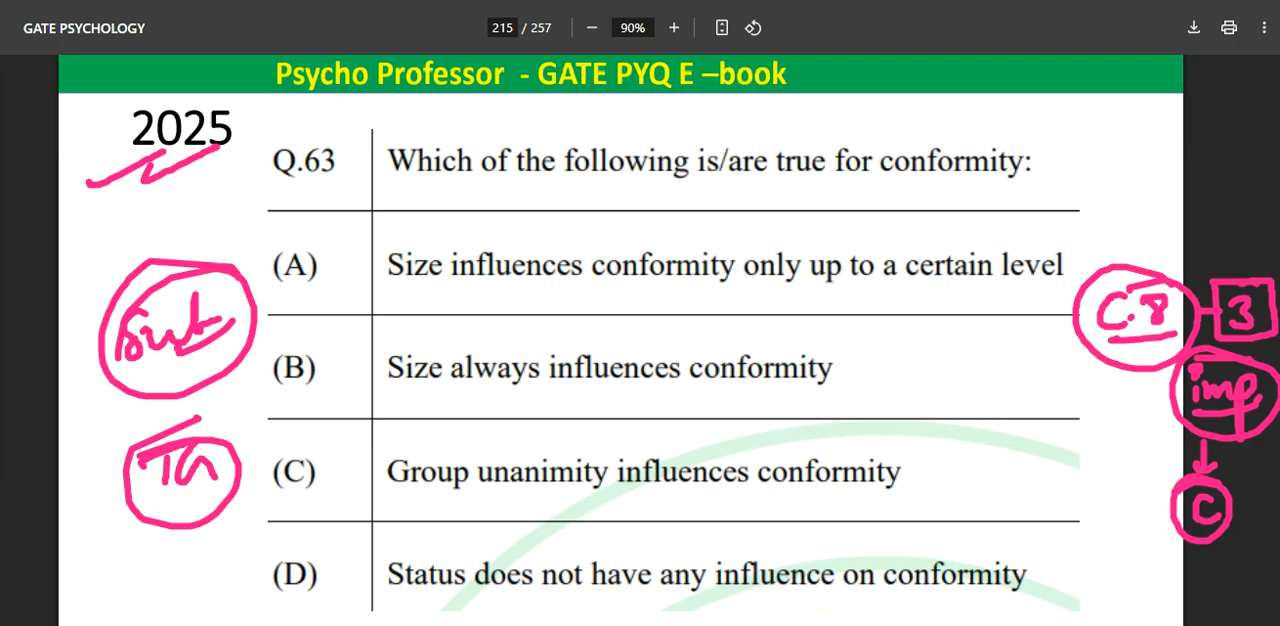 GATE PSYCHOLOGY
215 / 257
90%
Psycho Professor - GATE PYQ E –book
2025
Q.63 Which of the following is/are true for conformity:
(A) Size influences conformity only up to a certain level
C.8 3
(B) Size always influences conformity
imp
(C) Group unanimity influences conformity
C
(D) Status does not have any influence on conformity